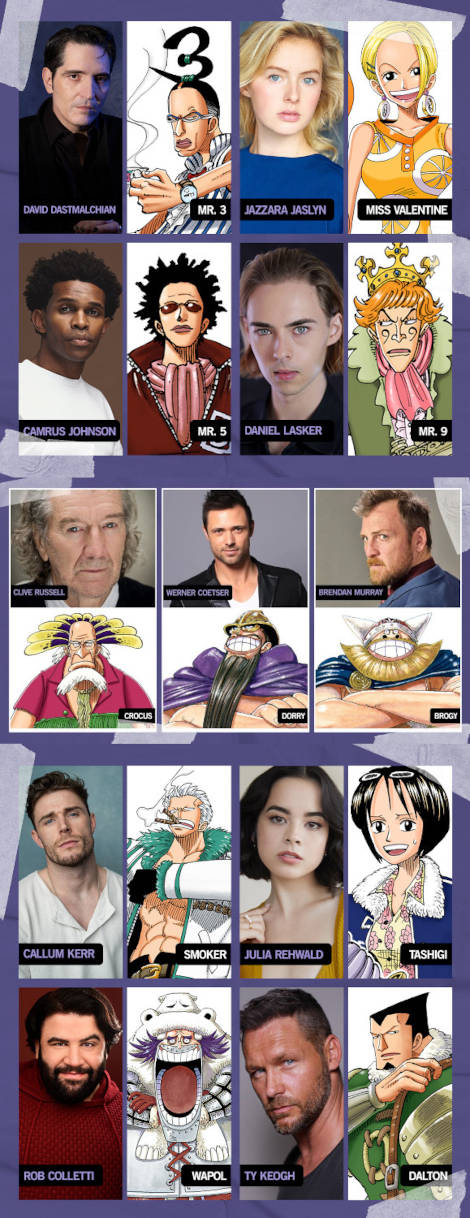 DAVID DASTMALCHIAN
MR. 3
JAZZARA JASLYN
MISS VALENTINE
CAMRUS JOHNSON
MR. 5
DANIEL LASKER
MR. 9
CLIVE RUSSELL
WERNER COETSER
BRENDAN MURRAY
CROCUS
DORRY
BROGY
CALLUM KERR
SMOKER
JULIA REHWALD
TASHIGI
ROB COLLETTI
WAPOL
TY KEOGH
DALTON